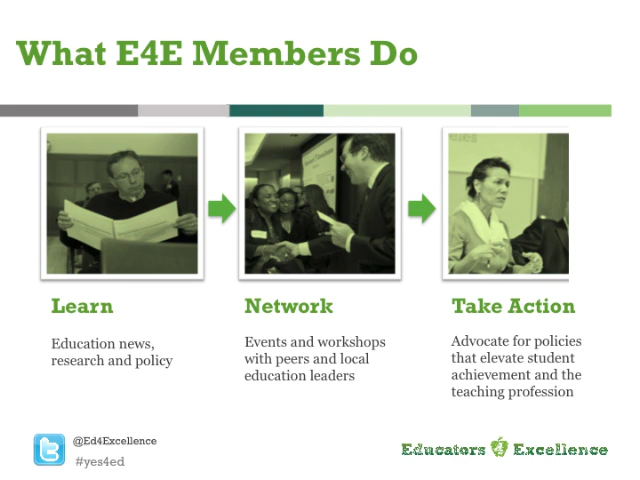 What E4E Members Do
Learn
Education news,
research and policy
Network
Events and workshops
with peers and local
education leaders
Take Action
Advocate for policies
that elevate student
achievement and the
teaching profession
@Ed4Excellence
#yes4ed
Educators 4 Excellence